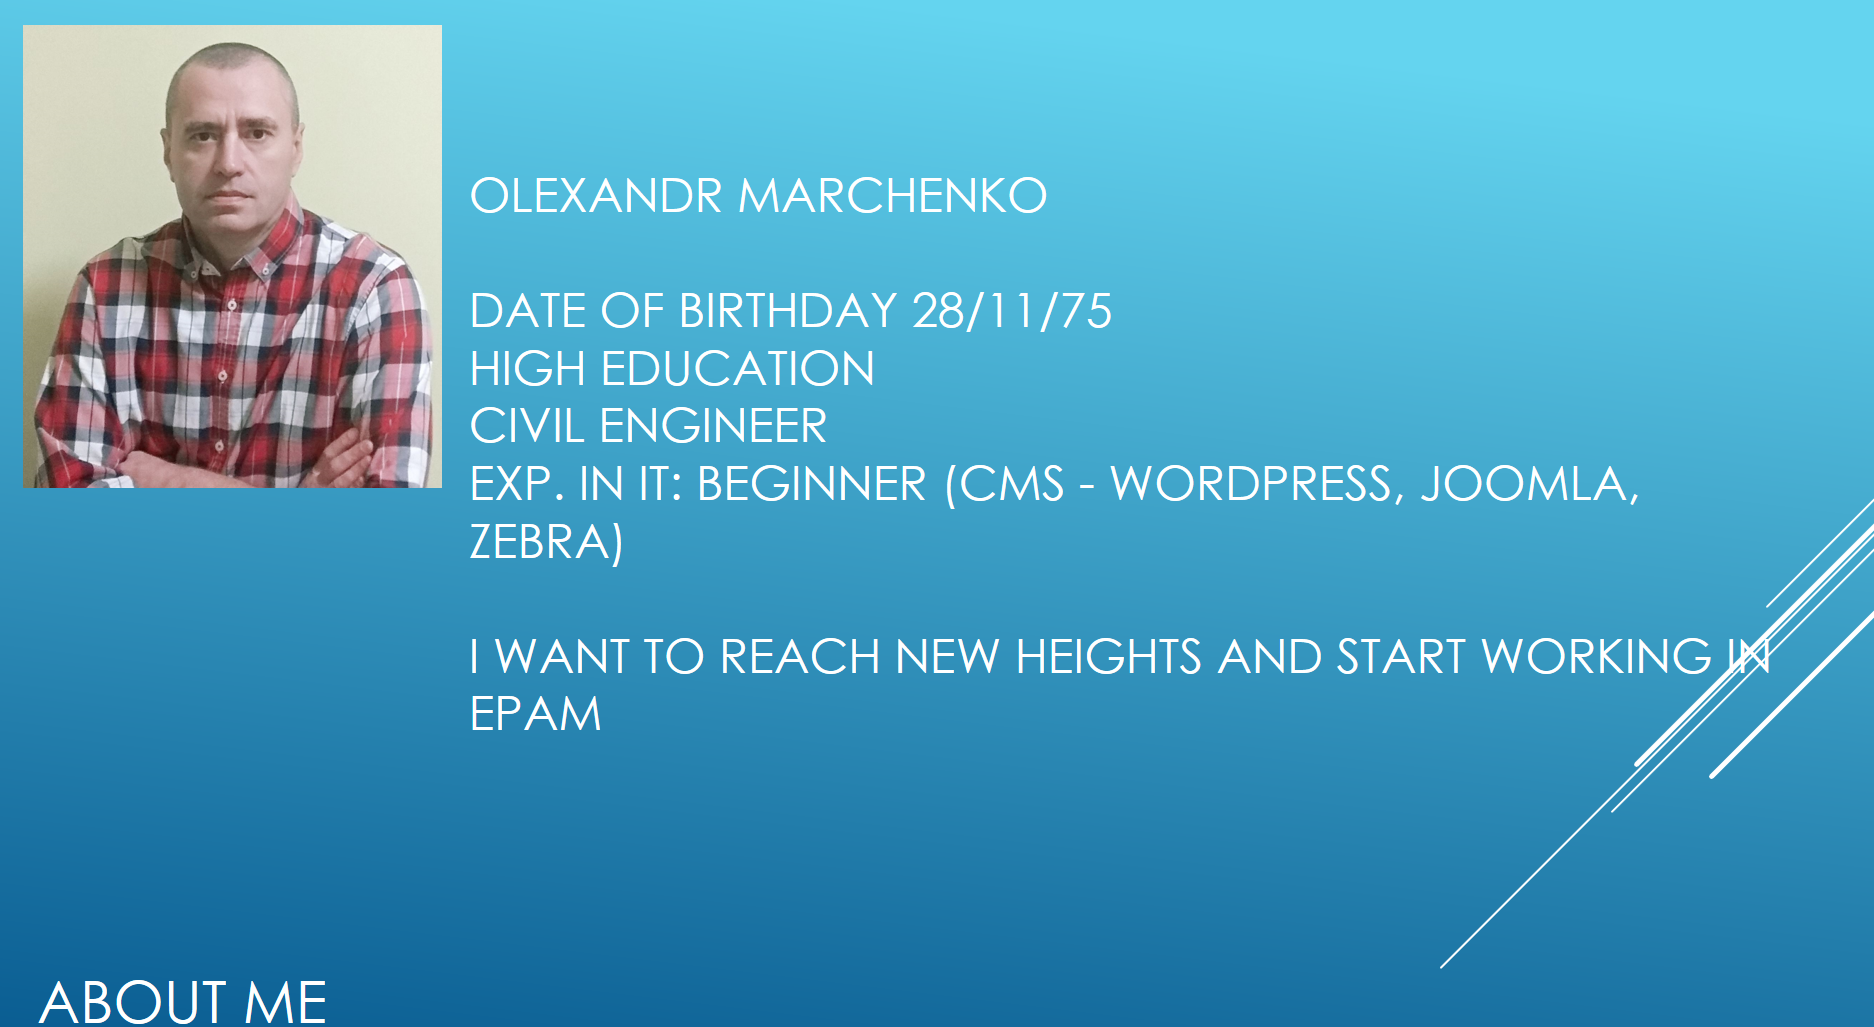 OLEXANDR MARCHENKO
DATE OF BIRTHDAY 28/11/75
HIGH EDUCATION
CIVIL ENGINEER
EXP. IN IT: BEGINNER (CMS - WORDPRESS, JOOMLA,
ZEBRA)
I WANT TO REACH NEW HEIGHTS AND START WORKING IN
EPAM
ABOUT ME